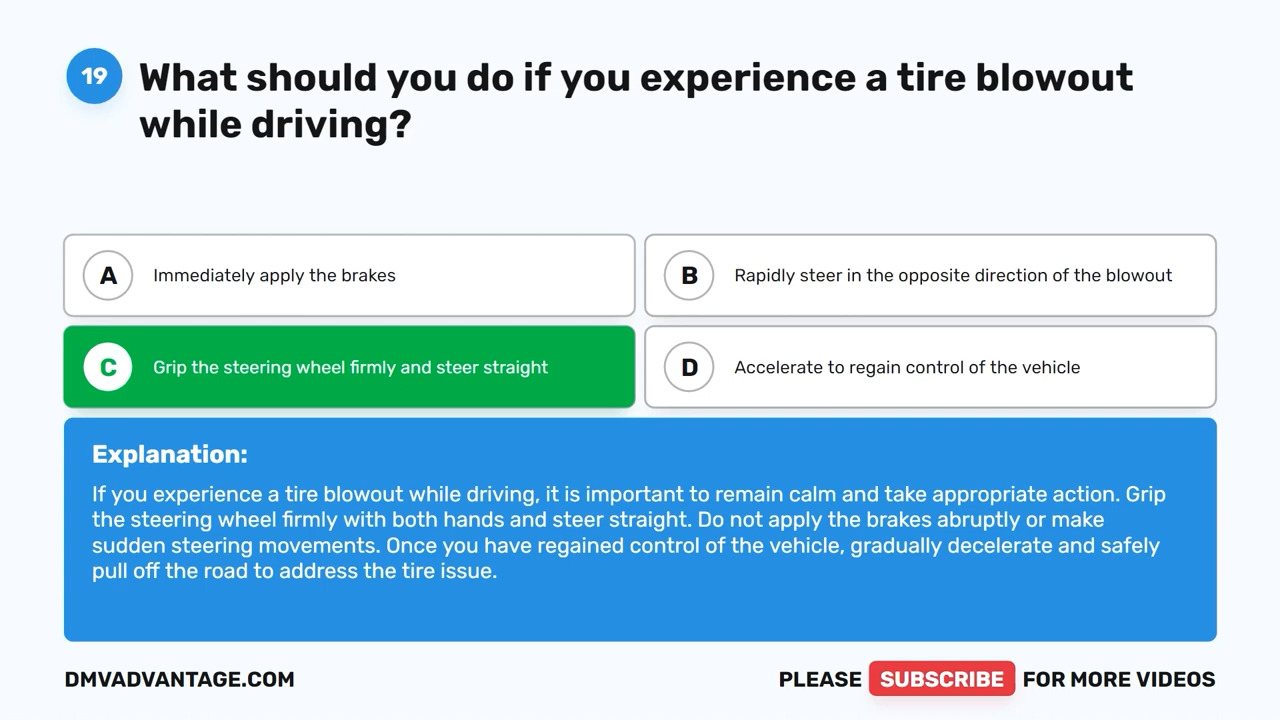 19
What should you do if you experience a tire blowout
while driving?
A
Immediately apply the brakes
B
Rapidly steer in the opposite direction of the blowout
C
Grip the steering wheel firmly and steer straight
D
Accelerate to regain control of the vehicle
Explanation:
If you experience a tire blowout while driving, it is important to remain calm and take appropriate action. Grip
the steering wheel firmly with both hands and steer straight. Do not apply the brakes abruptly or make
sudden steering movements. Once you have regained control of the vehicle, gradually decelerate and safely
pull off the road to address the tire issue.
DMVADVANTAGE.COM
PLEASE SUBSCRIBE FOR MORE VIDEOS